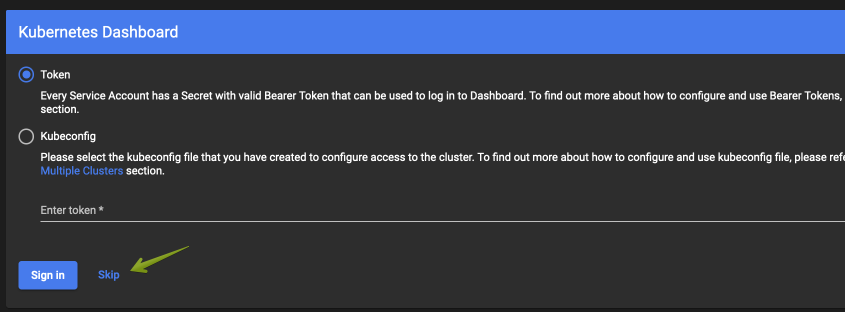 Kubernetes Dashboard
Token
Every Service Account has a Secret with valid Bearer Token that can be used to log in to Dashboard. To find out more about how to configure and use Bearer Tokens,
section.
Kubeconfig
Please select the kubeconfig file that you have created to configure access to the cluster. To find out more about how to configure and use kubeconfig file, please refe
Multiple Clusters section.
Enter token *
Sign in
Skip